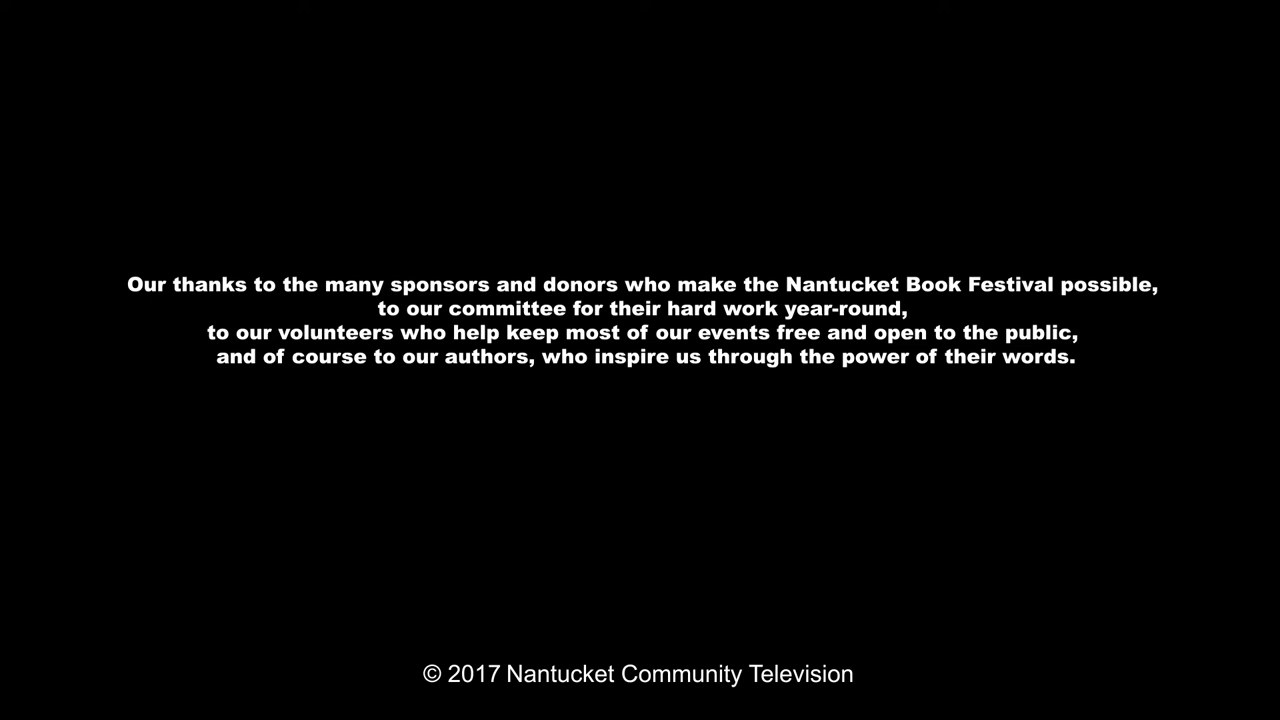 Our thanks to the many sponsors and donors who make the Nantucket Book Festival possible,
to our committee for their hard work year-round,
to our volunteers who help keep most of our events free and open to the public,
and of course to our authors, who inspire us through the power of their words.
© 2017 Nantucket Community Television